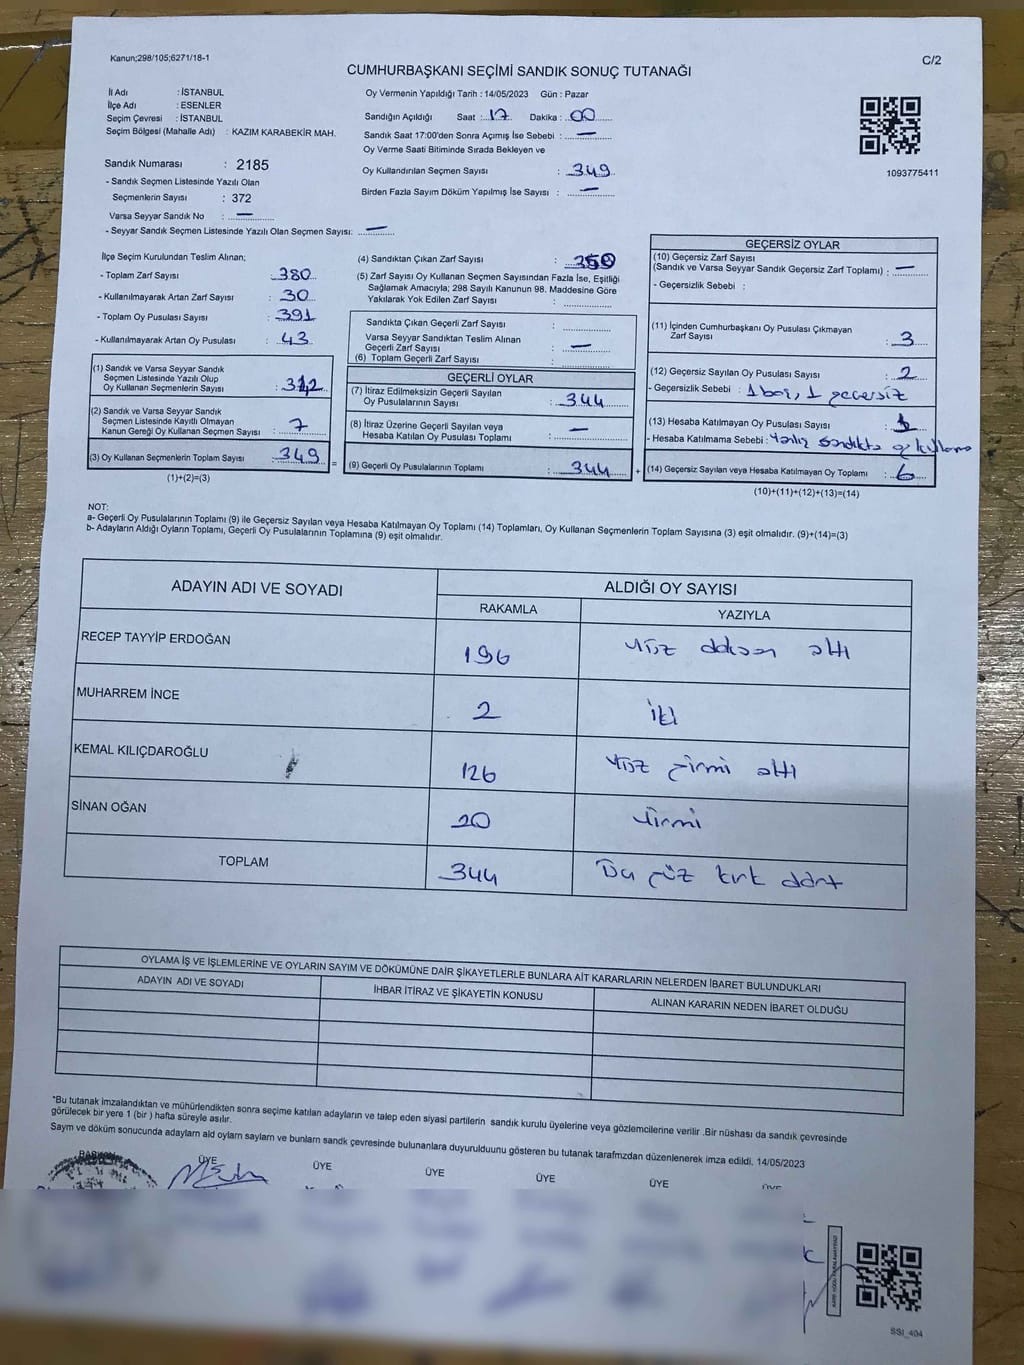 Kanun;298/105;6271/18-1
C/2
CUMHURBAŞKANI SEÇİMİ SANDIK SONUÇ TUTANAĞI
İl Adı : İSTANBUL
İlçe Adı : ESENLER
Seçim Çevresi : İSTANBUL
Seçim Bölgesi (Mahalle Adı) : KAZIM KARABEKİR MAH.
Sandık Numarası : 2185
- Sandık Seçmen Listesinde Yazılı Olan
Seçmenlerin Sayısı : 372
Varsa Seyyar Sandık No : —
- Seyyar Sandık Seçmen Listesinde Yazılı Olan Seçmen Sayısı: —
Oy Vermenin Yapıldığı Tarih : 14/05/2023 Gün : Pazar
Sandığın Açıldığı Saat : 17 Dakika : 00
Sandık Saat 17:00'den Sonra Açımış İse Sebebi : —
Oy Verme Saati Bitiminde Sırada Bekleyen ve
Oy Kullandırılan Seçmen Sayısı : 349
Birden Fazla Sayım Döküm Yapılmış İse Sayısı : —
1093775411
İlçe Seçim Kurulundan Teslim Alınan;
- Toplam Zarf Sayısı : 380
- Kullanılmayarak Artan Zarf Sayısı : 30
- Toplam Oy Pusulası Sayısı : 391
- Kullanılmayarak Artan Oy Pusulası : 43
(1) Sandık ve Varsa Seyyar Sandık
Seçmen Listesinde Yazılı Olup
Oy Kullanan Seçmenlerin Sayısı : 342
(2) Sandık ve Varsa Seyyar Sandık
Seçmen Listesinde Kayıtlı Olmayan
Kanun Gereği Oy Kullanan Seçmen Sayısı : 7
(3) Oy Kullanan Seçmenlerin Toplam Sayısı : 349
(1)+(2)=(3)
(4) Sandıktan Çıkan Zarf Sayısı : 350
(5) Zarf Sayısı Oy Kullanan Seçmen Sayısından Fazla İse, Eşitliği
Sağlamak Amacıyla; 298 Sayılı Kanunun 98. Maddesine Göre
Yakılarak Yok Edilen Zarf Sayısı :
Sandıkta Çıkan Geçerli Zarf Sayısı :
Varsa Seyyar Sandıktan Teslim Alınan
Geçerli Zarf Sayısı : —
(6) Toplam Geçerli Zarf Sayısı :
GEÇERLİ OYLAR
(7) İtiraz Edilmeksizin Geçerli Sayılan
Oy Pusulalarının Sayısı : 344
(8) İtiraz Üzerine Geçerli Sayılan veya
Hesaba Katılan Oy Pusulası Toplamı : —
= (9) Geçerli Oy Pusulalarının Toplamı : 344 +
GEÇERSİZ OYLAR
(10) Geçersiz Zarf Sayısı
(Sandık ve Varsa Seyyar Sandık Geçersiz Zarf Toplamı) : —
- Geçersizlik Sebebi :
(11) İçinden Cumhurbaşkanı Oy Pusulası Çıkmayan
Zarf Sayısı : 3
(12) Geçersiz Sayılan Oy Pusulası Sayısı : 2
- Geçersizlik Sebebi : 1 boş, 1 geçersiz
(13) Hesaba Katılmayan Oy Pusulası Sayısı : 1
- Hesaba Katılmama Sebebi : Yanlış sandıkta oy kullanma
(14) Geçersiz Sayılan veya Hesaba Katılmayan Oy Toplamı : 6
(10)+(11)+(12)+(13)=(14)
NOT:
a- Geçerli Oy Pusulalarının Toplamı (9) ile Geçersiz Sayılan veya Hesaba Katılmayan Oy Toplamı (14) Toplamları, Oy Kullanan Seçmenlerin Toplam Sayısına (3) eşit olmalıdır. (9)+(14)=(3)
b- Adayların Aldığı Oyların Toplamı, Geçerli Oy Pusulalarının Toplamına (9) eşit olmalıdır.
ADAYIN ADI VE SOYADI
ALDIĞI OY SAYISI
RAKAMLA YAZIYLA
RECEP TAYYİP ERDOĞAN 196 Yüz doksan altı
MUHARREM İNCE 2 iki
KEMAL KILIÇDAROĞLU 126 Yüz yirmi altı
SİNAN OĞAN 20 Yirmi
TOPLAM 344 Üç yüz kırk dört
OYLAMA İŞ VE İŞLEMLERİNE VE OYLARIN SAYIM VE DÖKÜMÜNE DAİR ŞİKAYETLERLE BUNLARA AİT KARARLARIN NELERDEN İBARET BULUNDUKLARI
ADAYIN ADI VE SOYADI İHBAR İTİRAZ VE ŞİKAYETİN KONUSU ALINAN KARARIN NEDEN İBARET OLDUĞU
*Bu tutanak imzalandıktan ve mühürlendikten sonra seçime katılan adayların ve talep eden siyasi partilerin sandık kurulu üyelerine veya gözlemcilerine verilir .Bir nüshası da sandık çevresinde
görülecek bir yere 1 (bir ) hafta süreyle asılır.
Sayım ve döküm sonucunda adayların aldı oyların sayları ve bunların sandk çevresinde bulunanlara duyurulduunu gösteren bu tutanak tarafmzdan düzenlenerek imza edildi. 14/05/2023
BAŞKAN ÜYE ÜYE ÜYE ÜYE ÜYE ÜYE
SSI_404